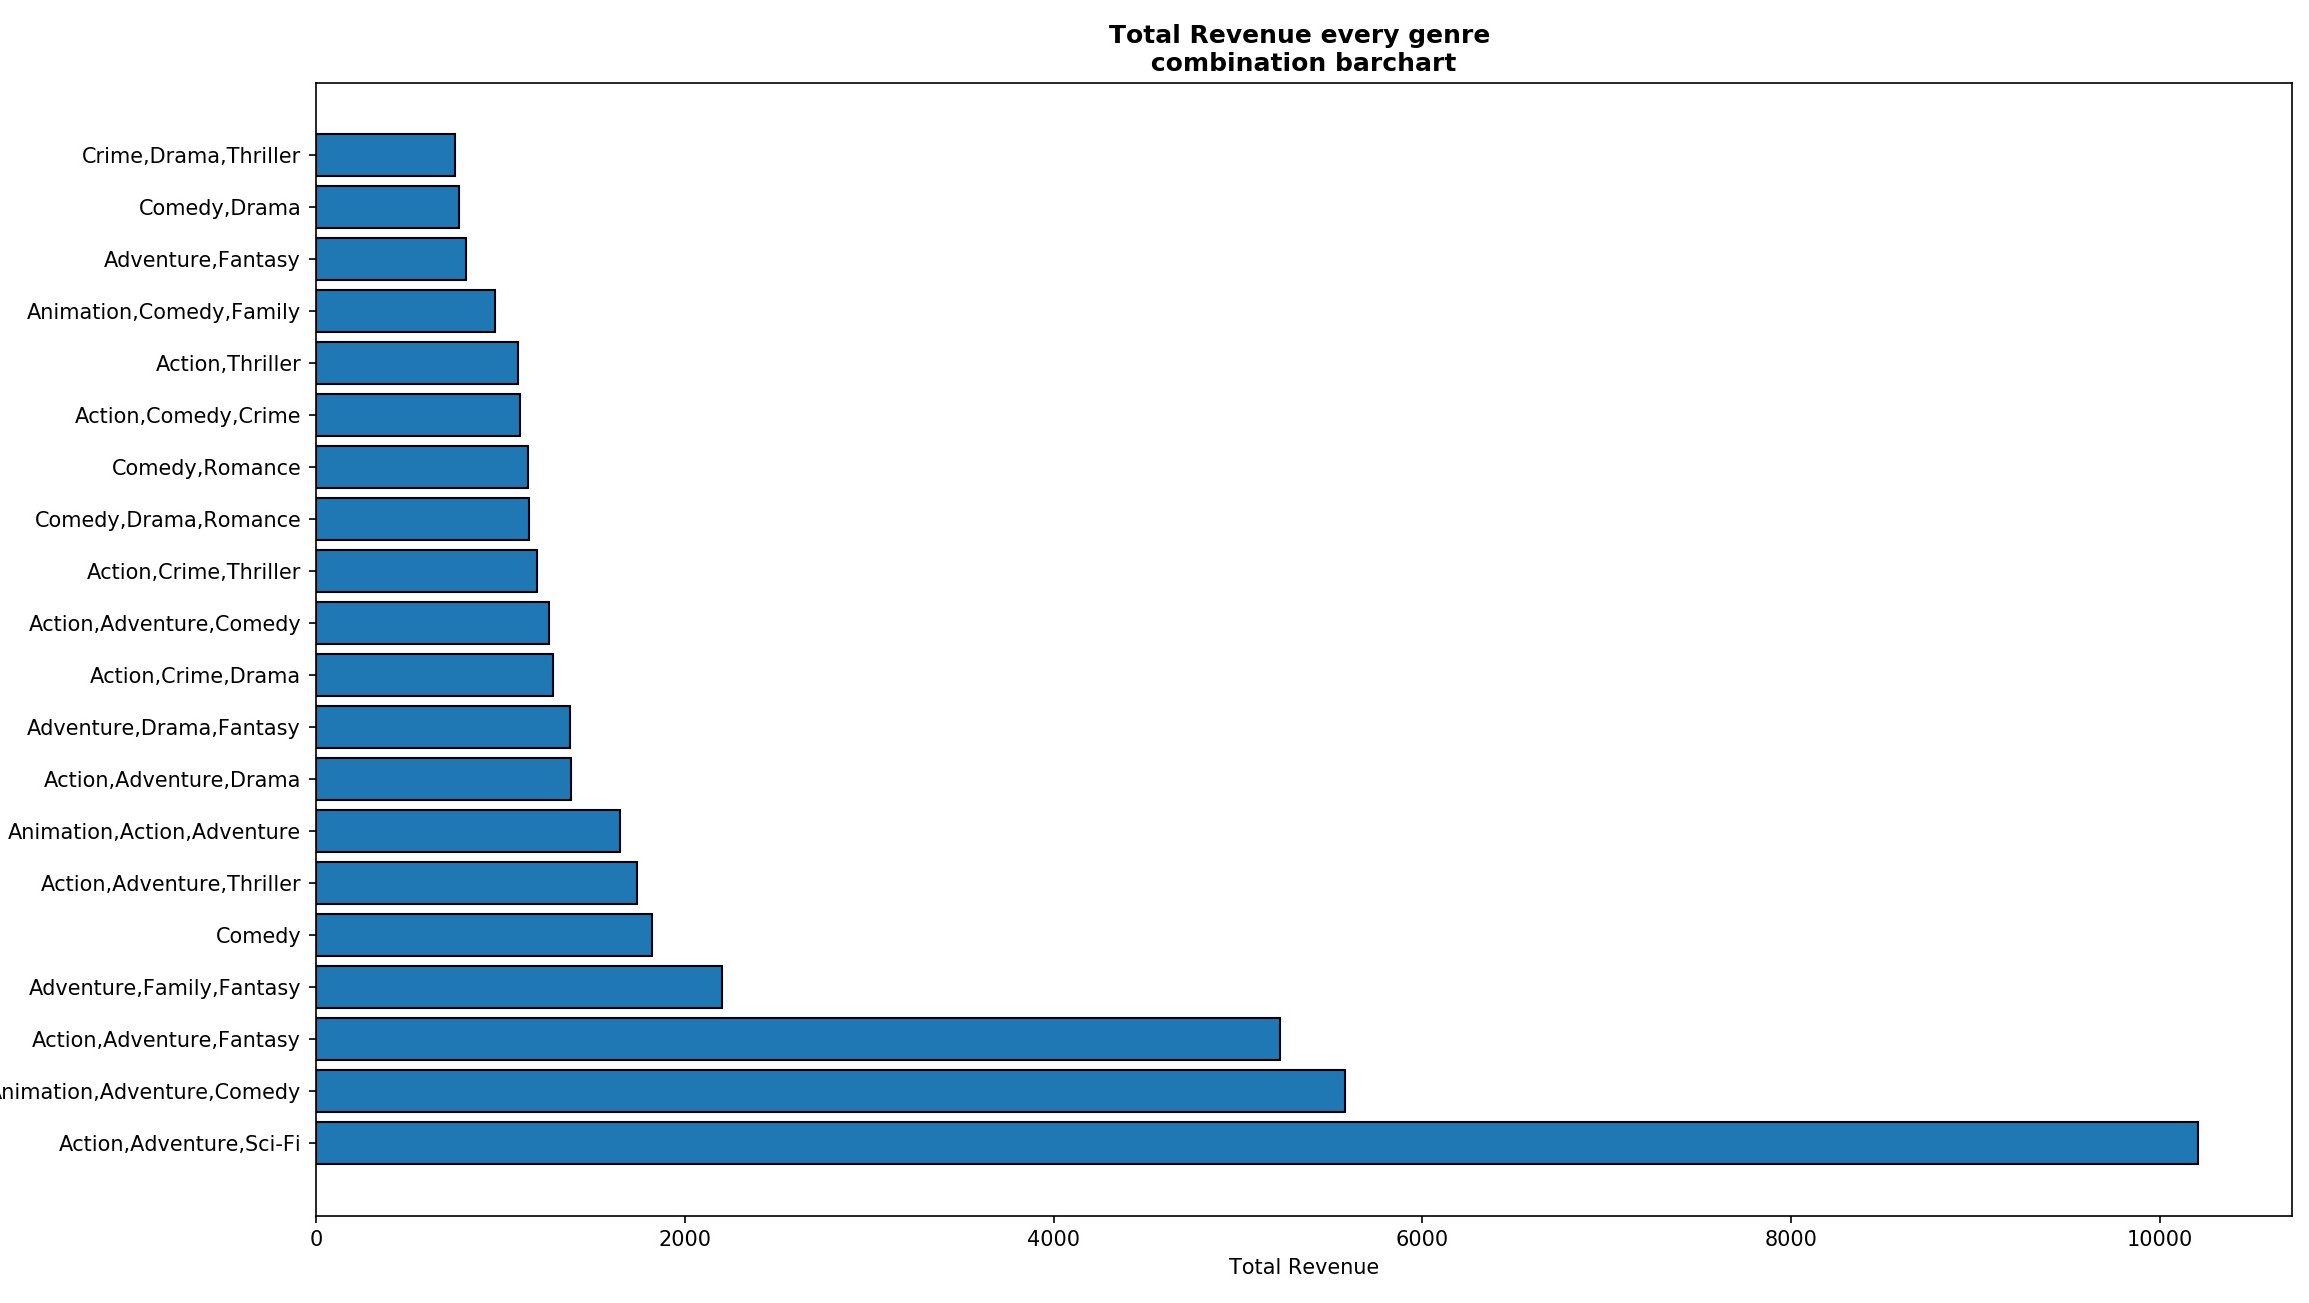 Total Revenue every genre
combination barchart
Crime,Drama,Thriller
Comedy,Drama
Adventure,Fantasy
Animation,Comedy,Family
Action,Thriller
Action,Comedy,Crime
Comedy,Romance
Comedy,Drama,Romance
Action,Crime,Thriller
Action,Adventure,Comedy
Action,Crime,Drama
Adventure,Drama,Fantasy
Action,Adventure,Drama
Animation,Action,Adventure
Action,Adventure,Thriller
Comedy
Adventure,Family,Fantasy
Action,Adventure,Fantasy
Animation,Adventure,Comedy
Action,Adventure,Sci-Fi
0 2000 4000 6000 8000 10000
Total Revenue